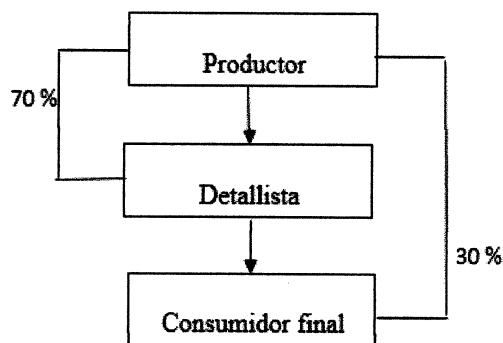 Productor
70 %
Detallista
30 %
Consumidor final